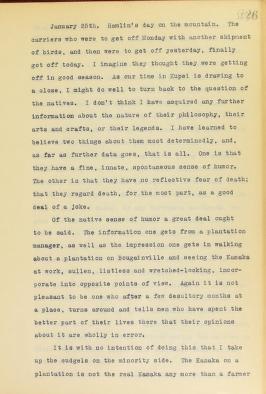 226
January 25th. Hamlin's day on the mountain. The
carriers who were to get off Monday with another shipment
of birds, and then were to get off yesterday, finally
got off today. I imagine they thought they were getting
off in good season. As our time in Kupei is drawing to
a close, I might do well to turn back to the question of
the natives. I don't think I have acquired any further
information about the nature of their philosophy, their
arts and crafts, or their legends. I have learned to
believe two things about them most determinedly, and,
as far as further data goes, that is all. One is that
they have a fine, innate, spontaneous sense of humor.
The other is that they have no reflective fear of death;
that they regard death, for the most part, as a good
deal of a joke.
Of the native sense of humor a great deal ought
to be said. The information one gets from a plantation
manager, as well as the impression one gets in walking
about a plantation on Bougainville and seeing the Kanaka
at work, sullen, listless and wretched-looking, incor-
porate into opposite points of view. Again it is not
pleasant to be one who after a few desultory months at
a place, turns around and tells men who have spent the
better part of their lives there that their opinions
about it are wholly in error.
It is with no intention of doing this that I take
up the cudgels on the minority side. The Kanaka on a
plantation is not the real Kanaka any more than a farmer